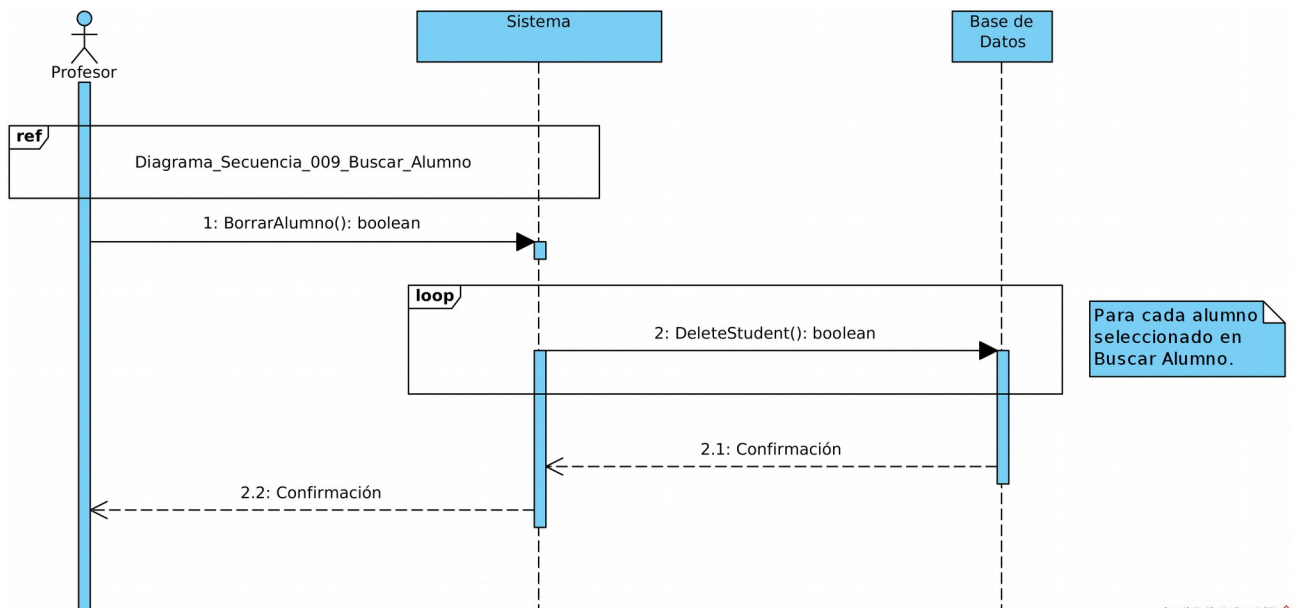 Sistema
Base de
Datos
Profesor
ref
Diagrama_Secuencia_009_Buscar_Alumno
1: BorrarAlumno(): boolean
loop
2: DeleteStudent(): boolean
Para cada alumno
seleccionado en
Buscar Alumno.
2.1: Confirmación
2.2: Confirmación